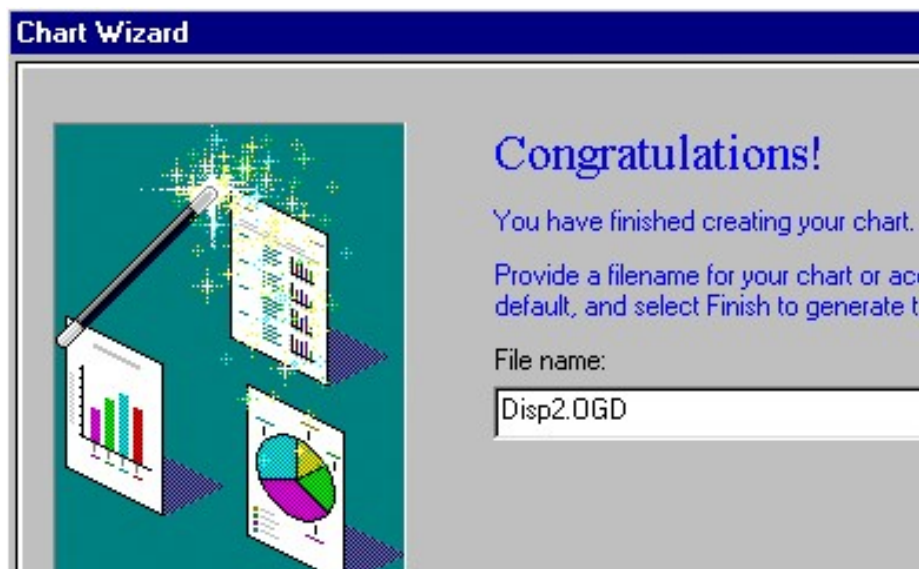 Chart Wizard
Congratulations!
You have finished creating your chart.
Provide a filename for your chart or
default, and select Finish to generate
File name:
Disp2.OGD